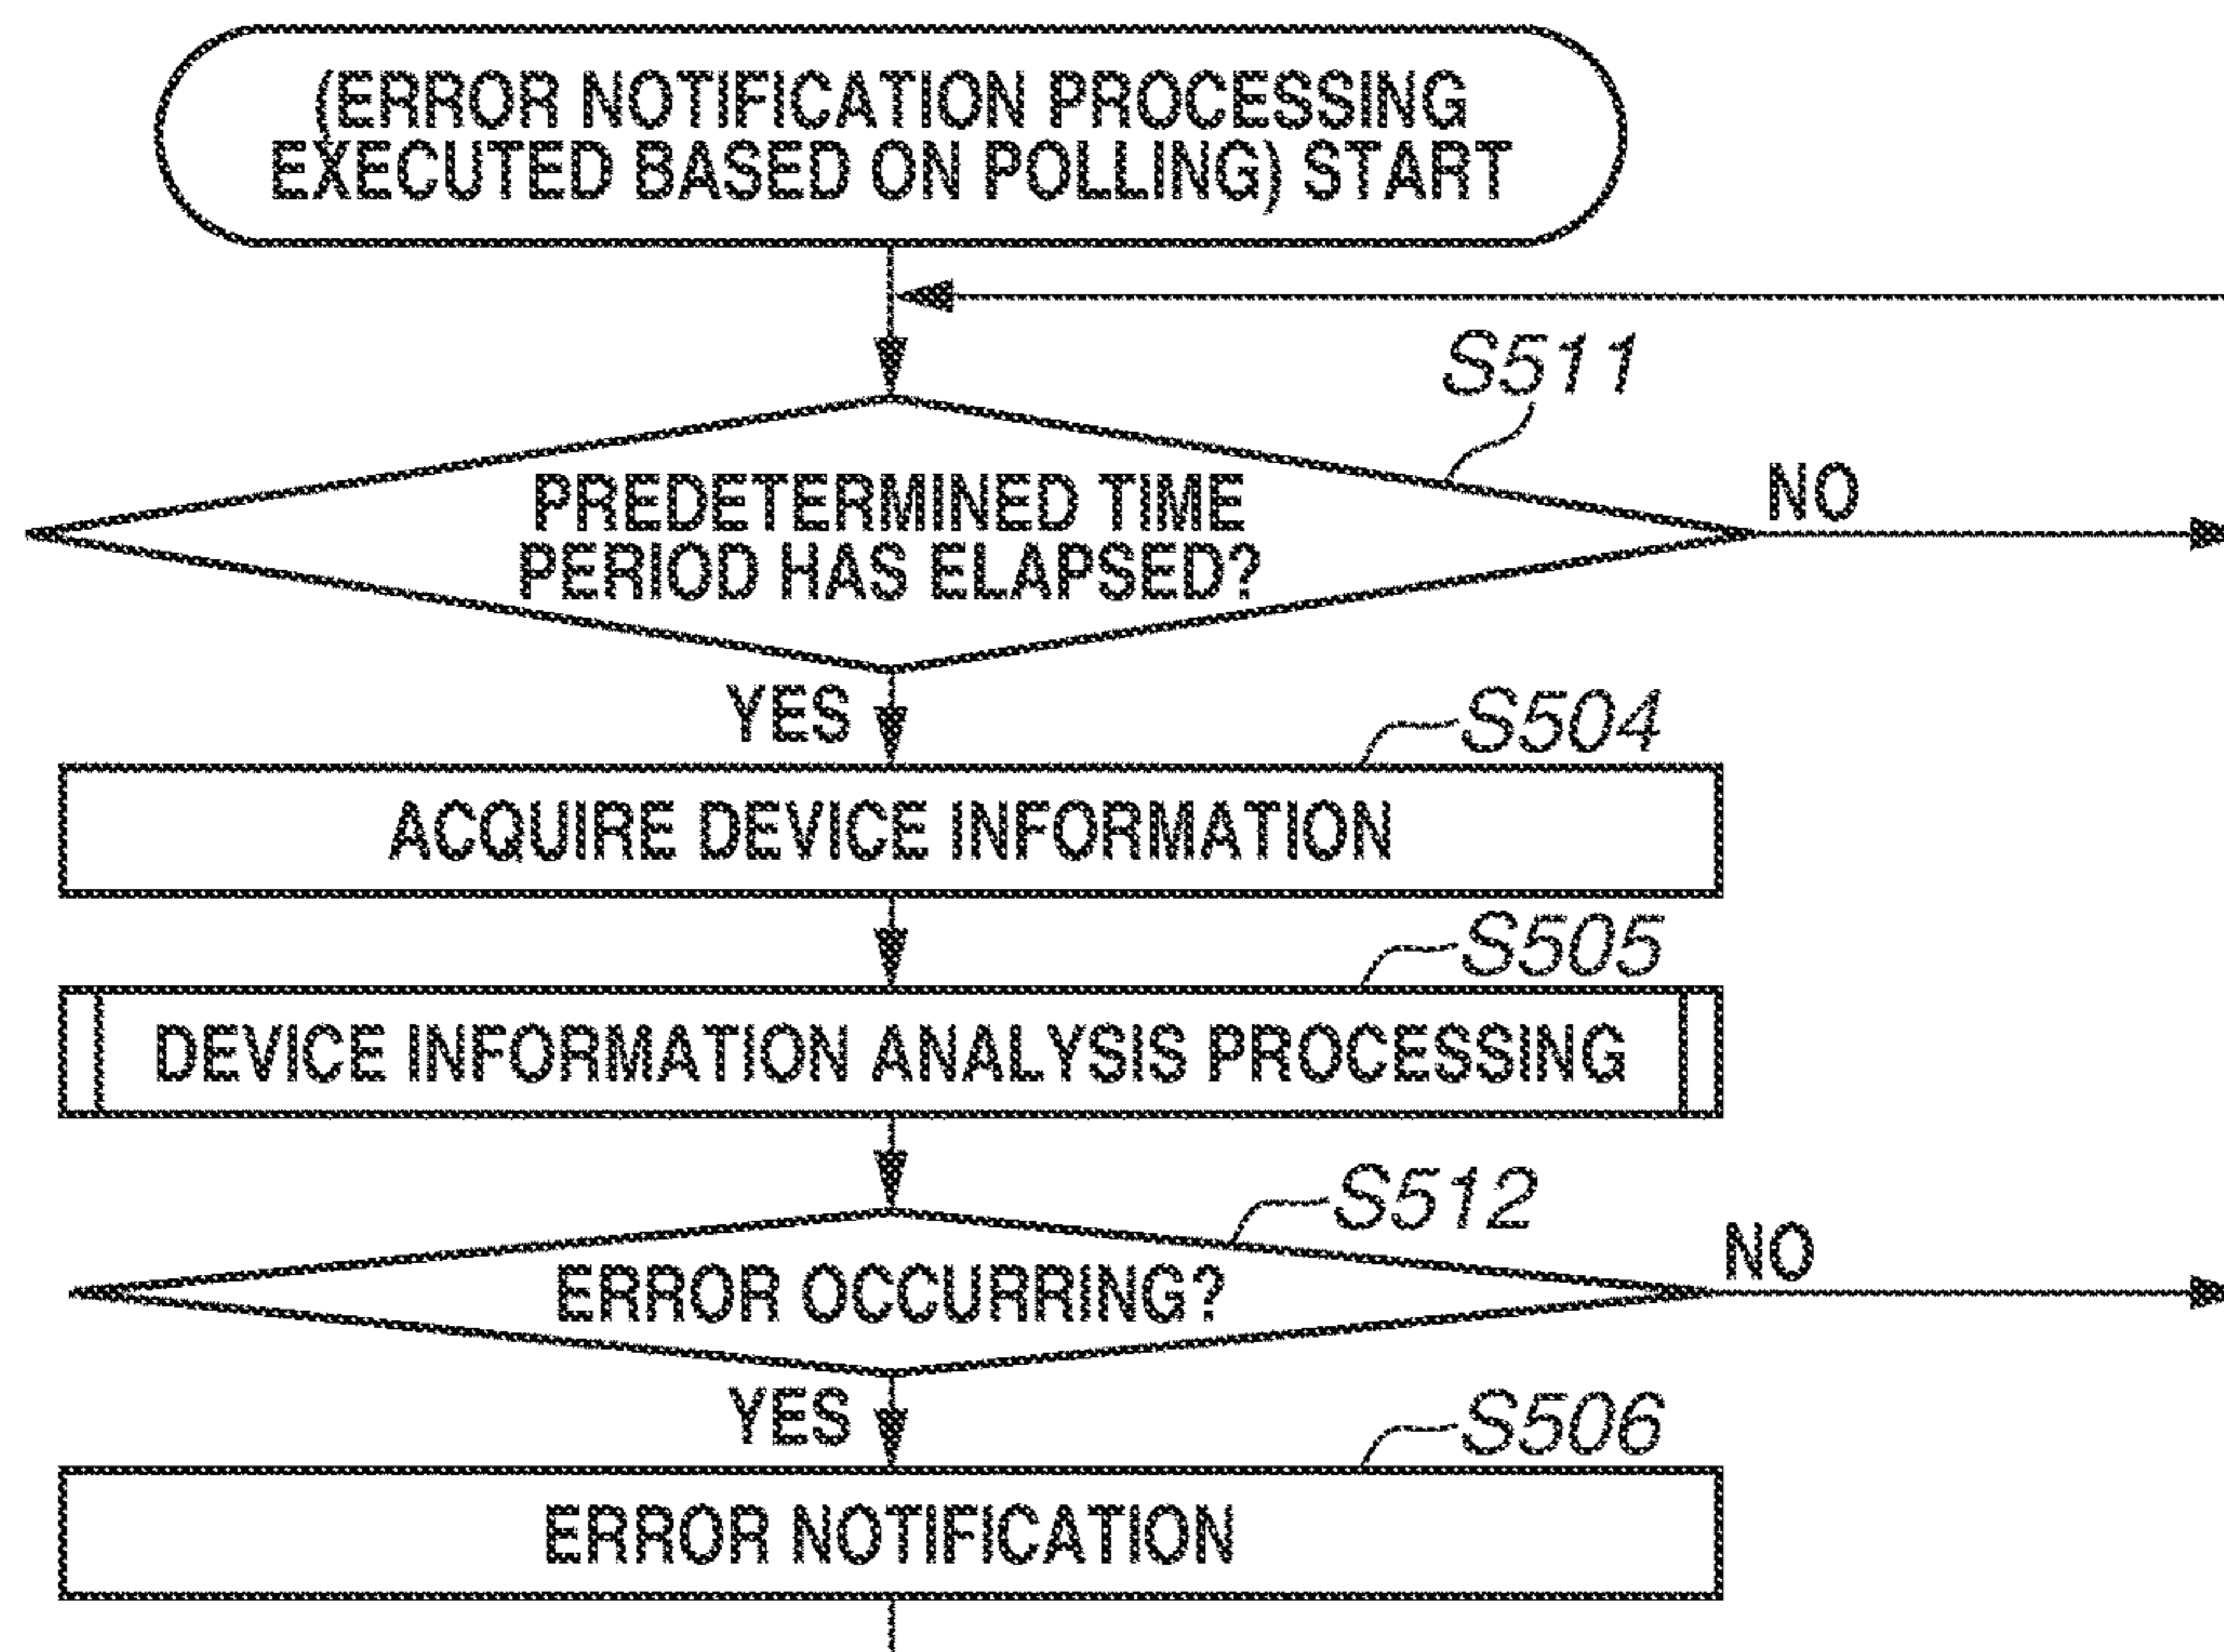 (ERROR NOTIFICATION PROCESSING
EXECUTED BASED ON POLLING) START
S511
PREDETERMINED TIME
PERIOD HAS ELAPSED?
NO
YES
S504
ACQUIRE DEVICE INFORMATION
S505
DEVICE INFORMATION ANALYSIS PROCESSING
S512
ERROR OCCURRING?
NO
YES
S506
ERROR NOTIFICATION